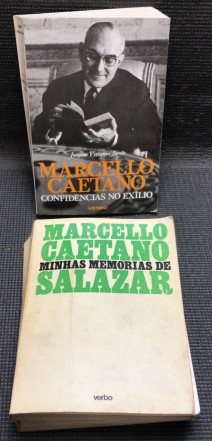 Joaquim Veríssimo Serrão
MARCELLO
CAETANO
CONFIDÊNCIAS NO EXÍLIO
VERBO
MARCELLO
CAETANO
MINHAS MEMÓRIAS DE
SALAZAR
verbo